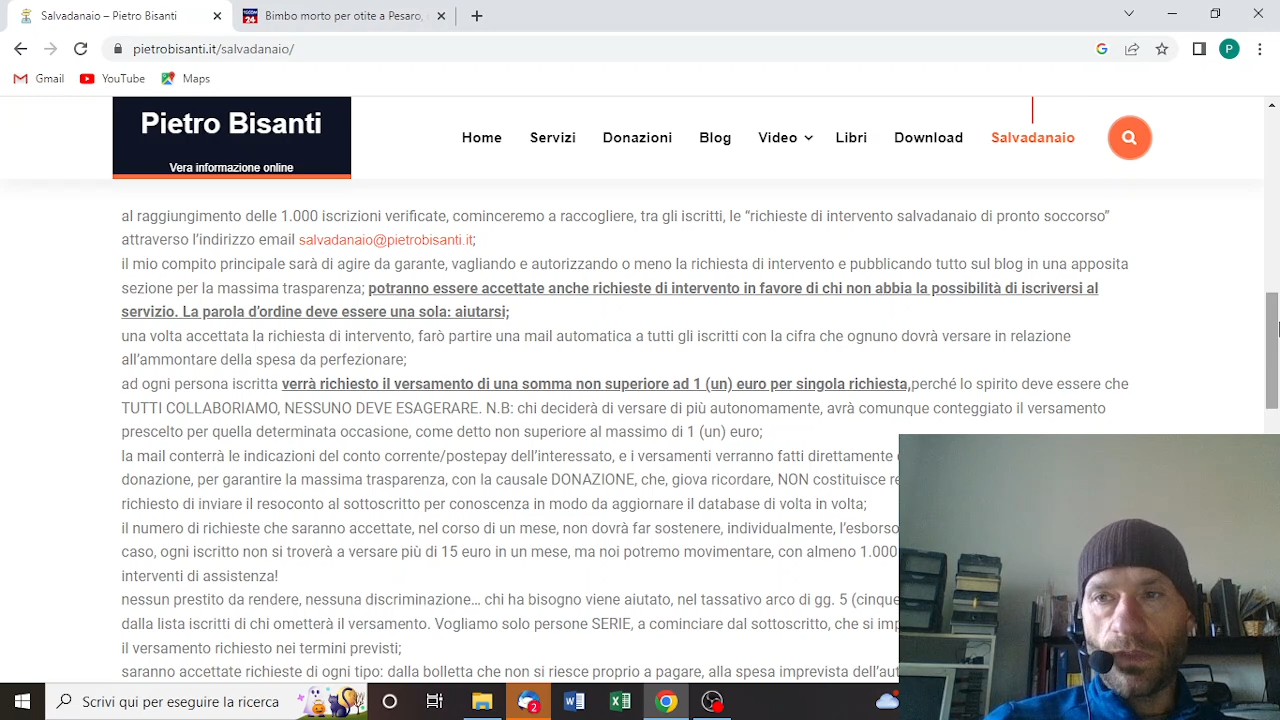 Salvadanaio – Pietro Bisanti
Bimbo morto per otite a Pesaro,
pietrobisanti.it/salvadanaio/
P
Gmail
YouTube
Maps
Pietro Bisanti
Vera informazione online
Home
Servizi
Donazioni
Blog
Video
Libri
Download
Salvadanaio
al raggiungimento delle 1.000 iscrizioni verificate, cominceremo a raccogliere, tra gli iscritti, le “richieste di intervento salvadanaio di pronto soccorso”
attraverso l’indirizzo email salvadanaio@pietrobisanti.it;
il mio compito principale sarà di agire da garante, vagliando e autorizzando o meno la richiesta di intervento e pubblicando tutto sul blog in una apposita
sezione per la massima trasparenza; potranno essere accettate anche richieste di intervento in favore di chi non abbia la possibilità di iscriversi al
servizio. La parola d’ordine deve essere una sola: aiutarsi;
una volta accettata la richiesta di intervento, farò partire una mail automatica a tutti gli iscritti con la cifra che ognuno dovrà versare in relazione
all’ammontare della spesa da perfezionare;
ad ogni persona iscritta verrà richiesto il versamento di una somma non superiore ad 1 (un) euro per singola richiesta,perché lo spirito deve essere che
TUTTI COLLABORIAMO, NESSUNO DEVE ESAGERARE. N.B: chi deciderà di versare di più autonomamente, avrà comunque conteggiato il versamento
prescelto per quella determinata occasione, come detto non superiore al massimo di 1 (un) euro;
la mail conterrà le indicazioni del conto corrente/postepay dell’interessato, e i versamenti verranno fatti direttamente
donazione, per garantire la massima trasparenza, con la causale DONAZIONE, che, giova ricordare, NON costituisce
richiesto di inviare il resoconto al sottoscritto per conoscenza in modo da aggiornare il database di volta in volta;
il numero di richieste che saranno accettate, nel corso di un mese, non dovrà far sostenere, individualmente, l’esborso
caso, ogni iscritto non si troverà a versare più di 15 euro in un mese, ma noi potremo movimentare, con almeno 1.000
interventi di assistenza!
nessun prestito da rendere, nessuna discriminazione… chi ha bisogno viene aiutato, nel tassativo arco di gg. 5 (cinque
dalla lista iscritti di chi ometterà il versamento. Vogliamo solo persone SERIE, a cominciare dal sottoscritto, che si
il versamento richiesto nei termini previsti;
saranno accettate richieste di ogni tipo: dalla bolletta che non si riesce proprio a pagare, alla spesa imprevista
Scrivi qui per eseguire la ricerca
2